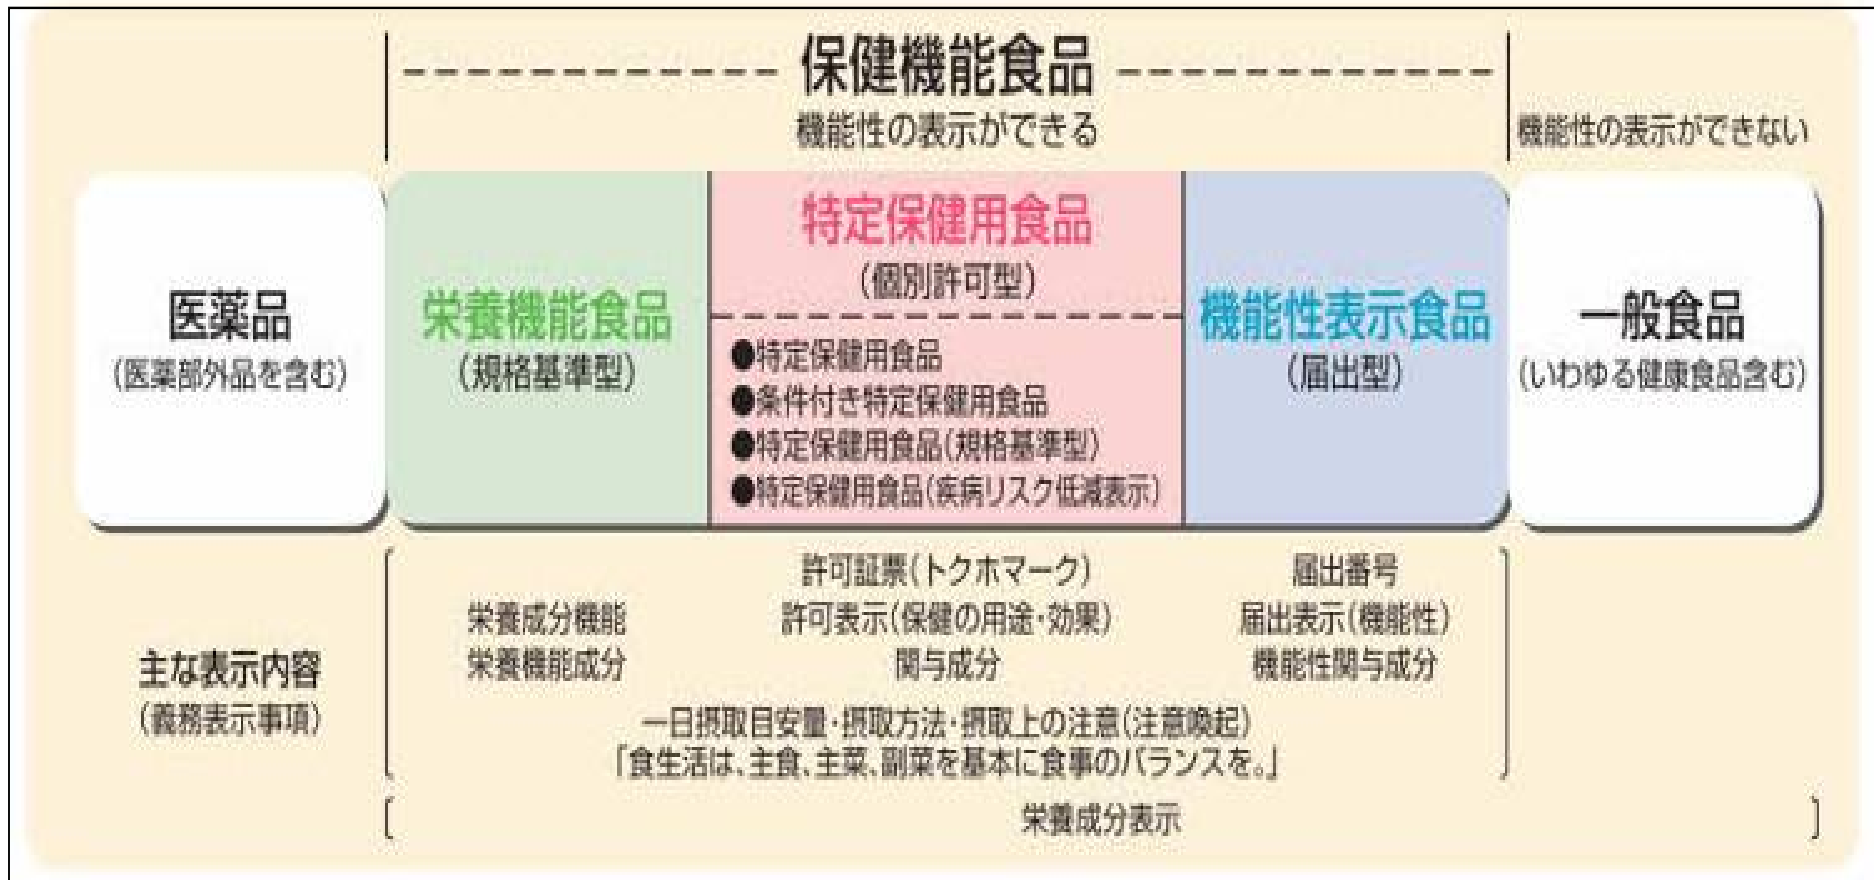 保健機能食品
機能性の表示ができる
機能性の表示ができない
医薬品
(医薬部外品を含む)
栄養機能食品
(規格基準型)
特定保健用食品
(個別許可型)
●特定保健用食品
●条件付き特定保健用食品
●特定保健用食品(規格基準型)
●特定保健用食品(疾病リスク低減表示)
機能性表示食品
(届出型)
一般食品
(いわゆる健康食品含む)
主な表示内容
(義務表示事項)
栄養成分機能
栄養機能成分
許可証票(トクホマーク)
許可表示(保健の用途・効果)
関与成分
届出番号
届出表示(機能性)
機能性関与成分
一日摂取目安量・摂取方法・摂取上の注意(注意喚起)
「食生活は、主食、主菜、副菜を基本に食事のバランスを。」
栄養成分表示